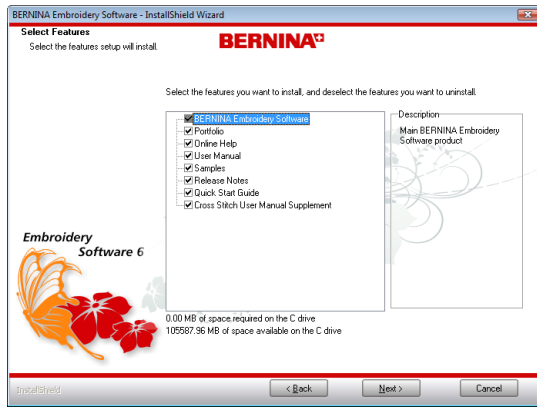 BERNINA Embroidery Software - InstallShield Wizard
Select Features
Select the features setup will install.
BERNINA
Select the features you want to install, and deselect the features you want to uninstall.
BERNINA Embroidery Software
Portfolio
Online Help
User Manual
Samples
Release Notes
Quick Start Guide
Cross Stitch User Manual Supplement
Description
Main BERNINA Embroidery
Software product
Embroidery
Software 6
0.00 MB of space required on the C drive
105587.96 MB of space available on the C drive
InstallShield
< Back
Next >
Cancel